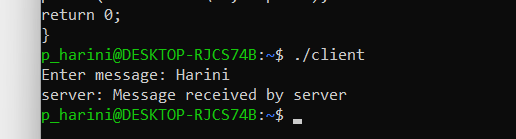 return 0;
}
p_harini@DESKTOP-RJCS74B:~$ ./client
Enter message: Harini
server: Message received by server
p_harini@DESKTOP-RJCS74B:~$